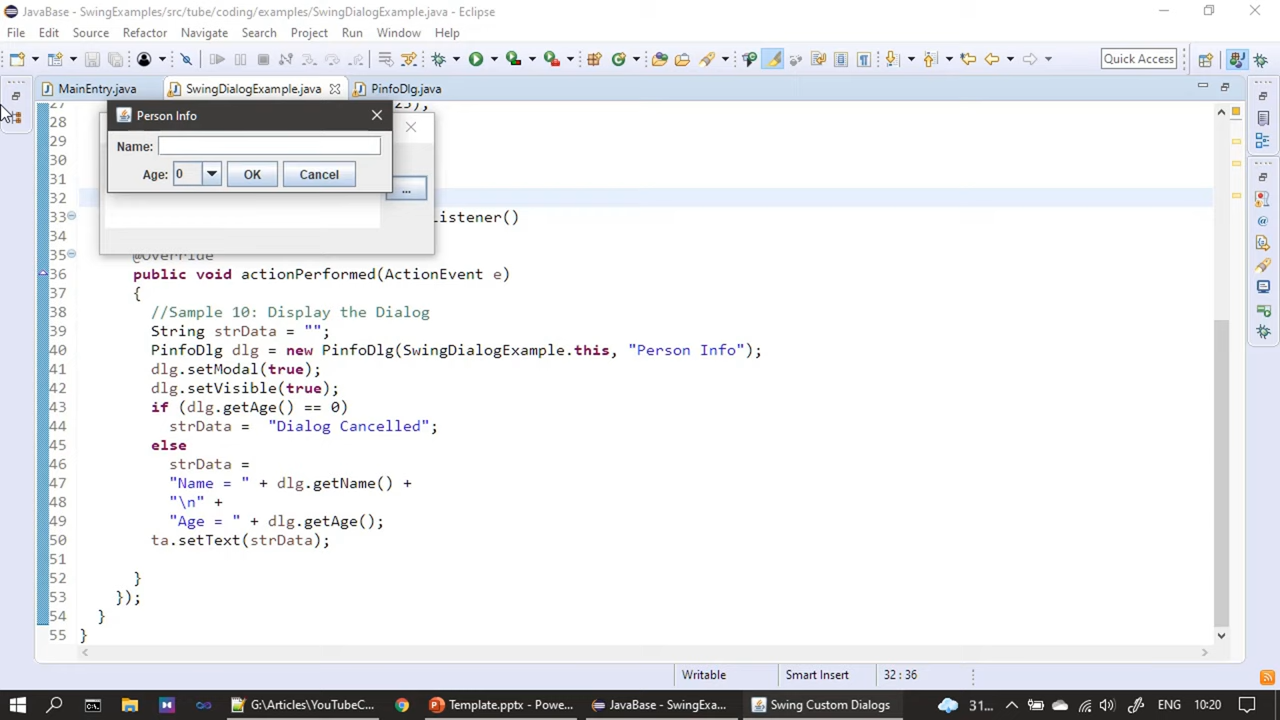 JavaBase - SwingExamples/src/tube/coding/examples/SwingDialogExample.java - Eclipse
File Edit Source Refactor Navigate Search Project Run Window Help
Quick Access
MainEntry.java SwingDialogExample.java PinfoDlg.java
Person Info
Name:
Age: 0 OK Cancel
...
27
28
29
30
31
32
33 istener()
34
35 @Override
36 public void actionPerformed(ActionEvent e)
37 {
38 //Sample 10: Display the Dialog
39 String strData = "";
40 PinfoDlg dlg = new PinfoDlg(SwingDialogExample.this, "Person Info");
41 dlg.setModal(true);
42 dlg.setVisible(true);
43 if (dlg.getAge() == 0)
44 strData =  "Dialog Cancelled";
45 else
46 strData =
47 "Name = " + dlg.getName() +
48 "\n" +
49 "Age = " + dlg.getAge();
50 ta.setText(strData);
51
52 }
53 });
54 }
55 }
Writable Smart Insert 32 : 36
G:\Articles\YouTubeC... Template.pptx - Powe... JavaBase - SwingExa... Swing Custom Dialogs 31... ENG 10:20